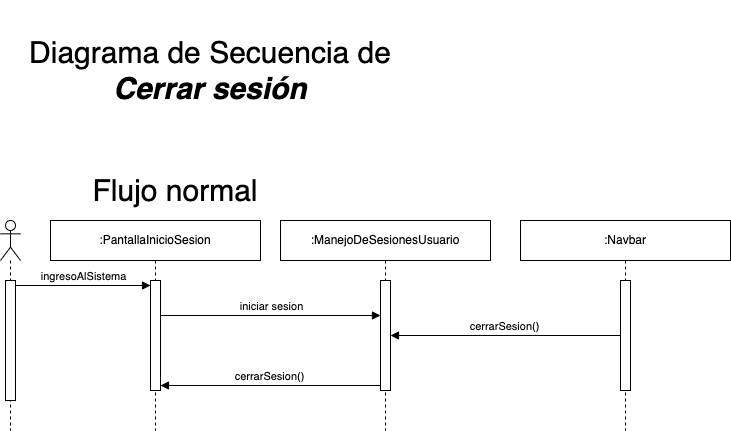 Diagrama de Secuencia de
Cerrar sesión
Flujo normal
:PantallaInicioSesion
:ManejoDeSesionesUsuario
:Navbar
ingresoAlSistema
iniciar sesion
cerrarSesion()
cerrarSesion()